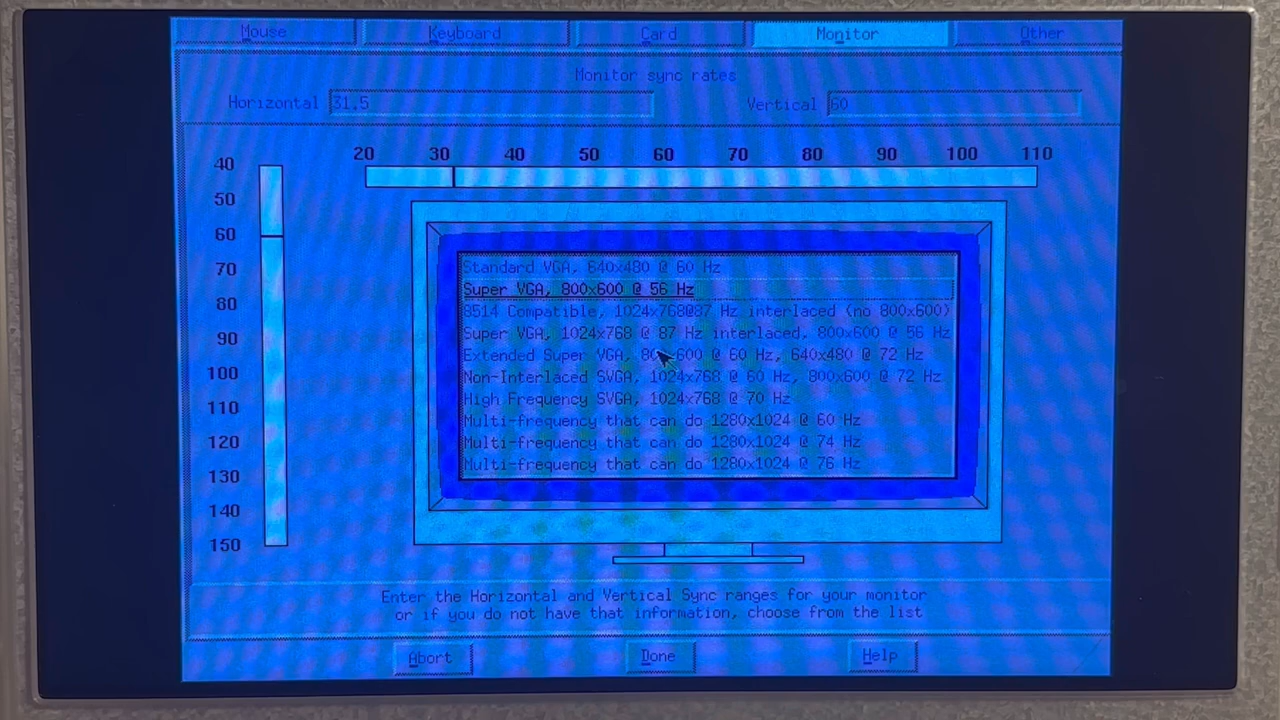 Mouse Keyboard Card Monitor Other
Monitor sync rates
Horizontal 31.5 Vertical 60
20 30 40 50 60 70 80 90 100 110
40
50
60
70
80
90
100
110
120
130
140
150
Standard VGA, 640x480 @ 60 Hz
Super VGA, 800x600 @ 56 Hz
8514 Compatible, 1024x768@87 Hz interlaced (no 800x600)
Super VGA, 1024x768 @ 87 Hz interlaced, 800x600 @ 56 Hz
Extended Super VGA, 800x600 @ 60 Hz, 640x480 @ 72 Hz
Non-Interlaced SVGA, 1024x768 @ 60 Hz, 800x600 @ 72 Hz
High Frequency SVGA, 1024x768 @ 70 Hz
Multi-frequency that can do 1280x1024 @ 60 Hz
Multi-frequency that can do 1280x1024 @ 74 Hz
Multi-frequency that can do 1280x1024 @ 76 Hz
Enter the Horizontal and Vertical Sync ranges for your monitor
or if you do not have that information, choose from the list
Abort Done Help